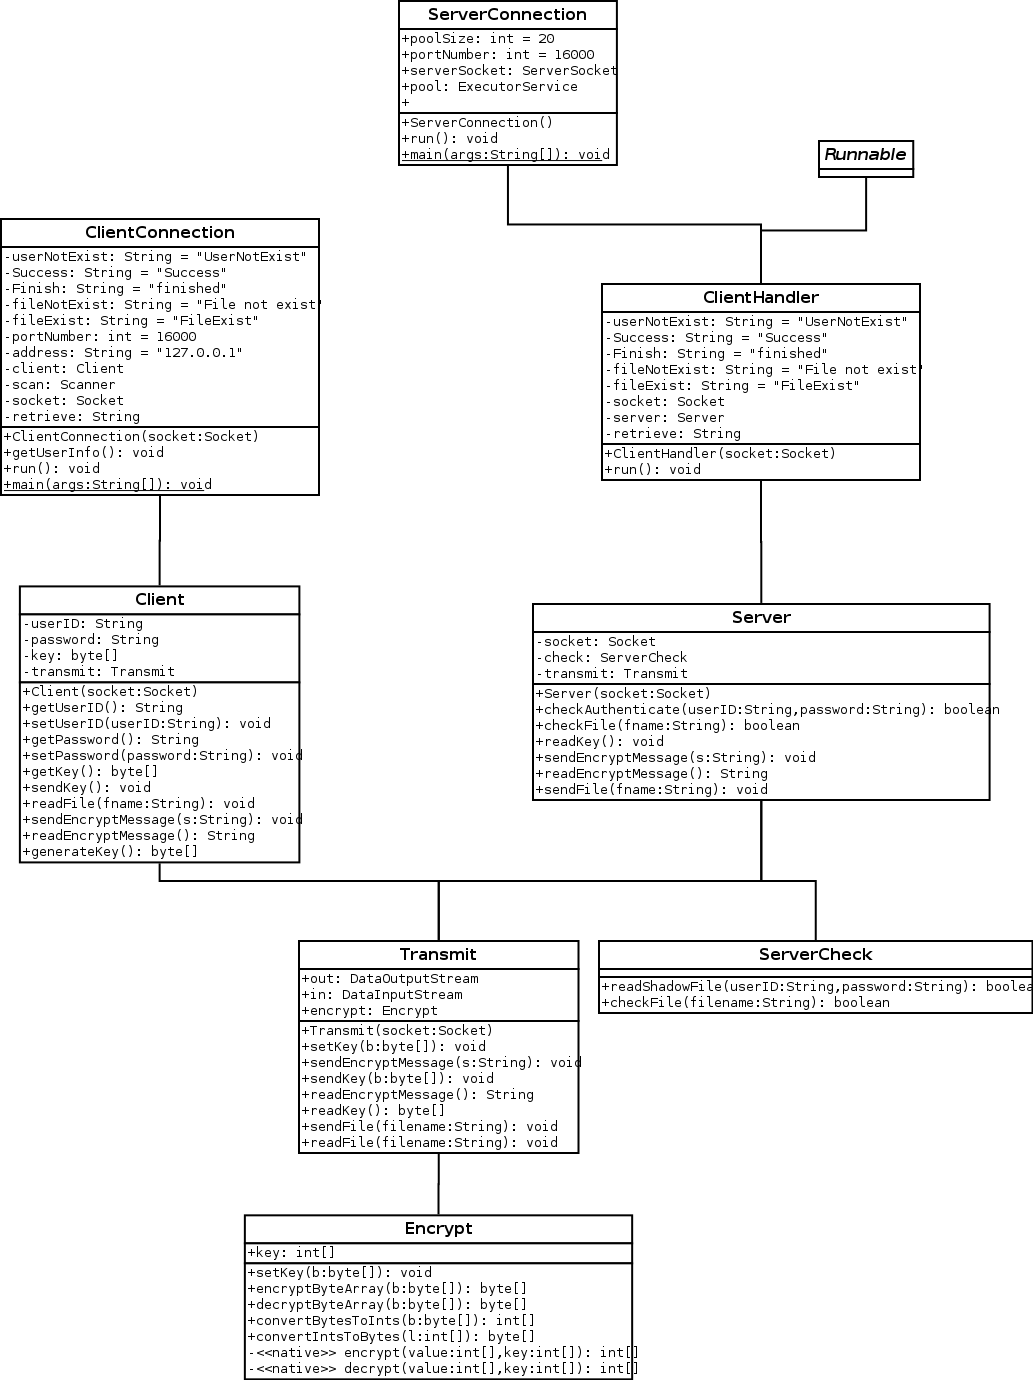 ServerConnection
+poolSize: int = 20
+portNumber: int = 16000
+serverSocket: ServerSocket
+pool: ExecutorService
+
+ServerConnection()
+run(): void
+main(args:String[]): void
Runnable
ClientConnection
-userNotExist: String = "UserNotExist"
-Success: String = "Success"
-Finish: String = "finished"
-fileNotExist: String = "File not exist"
-fileExist: String = "FileExist"
-portNumber: int = 16000
-address: String = "127.0.0.1"
-client: Client
-scan: Scanner
-socket: Socket
-retrieve: String
+ClientConnection(socket:Socket)
+getUserInfo(): void
+run(): void
+main(args:String[]): void
ClientHandler
-userNotExist: String = "UserNotExist"
-Success: String = "Success"
-Finish: String = "finished"
-fileNotExist: String = "File not exist"
-fileExist: String = "FileExist"
-socket: Socket
-server: Server
-retrieve: String
+ClientHandler(socket:Socket)
+run(): void
Client
-userID: String
-password: String
-key: byte[]
-transmit: Transmit
+Client(socket:Socket)
+getUserID(): String
+setUserID(userID:String): void
+getPassword(): String
+setPassword(password:String): void
+getKey(): byte[]
+sendKey(): void
+readFile(fname:String): void
+sendEncryptMessage(s:String): void
+readEncryptMessage(): String
+generateKey(): byte[]
Server
-socket: Socket
-check: ServerCheck
-transmit: Transmit
+Server(socket:Socket)
+checkAuthenticate(userID:String,password:String): boolean
+checkFile(fname:String): boolean
+readKey(): void
+sendEncryptMessage(s:String): void
+readEncryptMessage(): String
+sendFile(fname:String): void
Transmit
+out: DataOutputStream
+in: DataInputStream
+encrypt: Encrypt
+Transmit(socket:Socket)
+setKey(b:byte[]): void
+sendEncryptMessage(s:String): void
+sendKey(b:byte[]): void
+readEncryptMessage(): String
+readKey(): byte[]
+sendFile(filename:String): void
+readFile(filename:String): void
ServerCheck
+readShadowFile(userID:String,password:String): boolea
+checkFile(filename:String): boolean
Encrypt
+key: int[]
+setKey(b:byte[]): void
+encryptByteArray(b:byte[]): byte[]
+decryptByteArray(b:byte[]): byte[]
+convertBytesToInts(b:byte[]): int[]
+convertIntsToBytes(l:int[]): byte[]
-<<native>> encrypt(value:int[],key:int[]): int[]
-<<native>> decrypt(value:int[],key:int[]): int[]